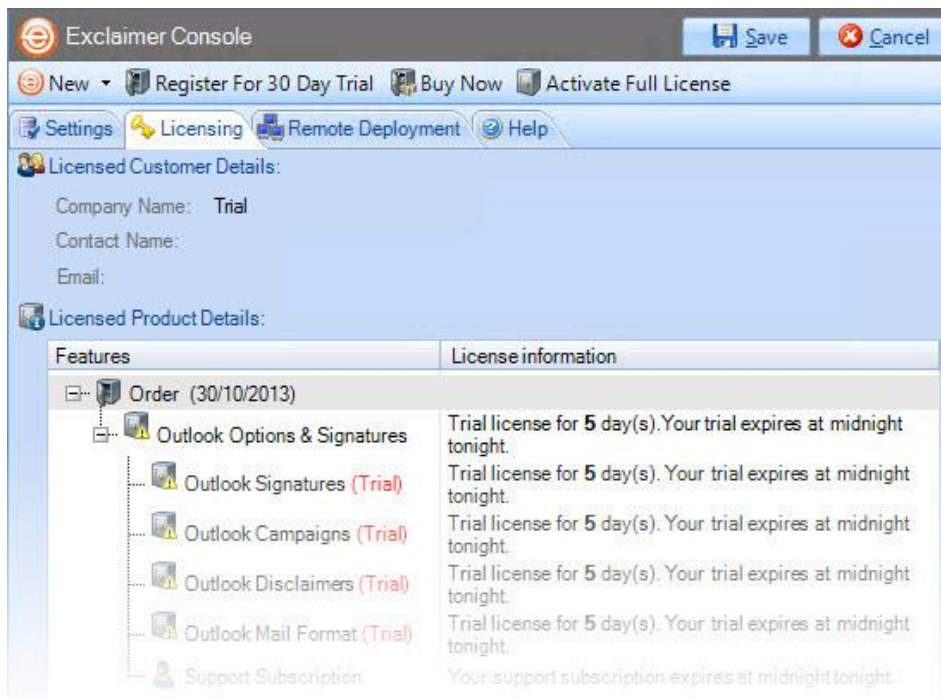 Exclaimer Console
Save
Cancel
New
Register For 30 Day Trial
Buy Now
Activate Full License
Settings
Licensing
Remote Deployment
Help
Licensed Customer Details:
Company Name: Trial
Contact Name:
Email:
Licensed Product Details:
Features
License information
Order (30/10/2013)
Outlook Options & Signatures
Trial license for 5 day(s).Your trial expires at midnight
tonight.
Outlook Signatures (Trial)
Trial license for 5 day(s). Your trial expires at midnight
tonight.
Outlook Campaigns (Trial)
Trial license for 5 day(s). Your trial expires at midnight
tonight.
Outlook Disclaimers (Trial)
Trial license for 5 day(s). Your trial expires at midnight
tonight.
Outlook Mail Format (Trial)
Trial license for 5 day(s). Your trial expires at midnight
tonight.
Support Subscription
Your support subscription expires at midnight tonight.